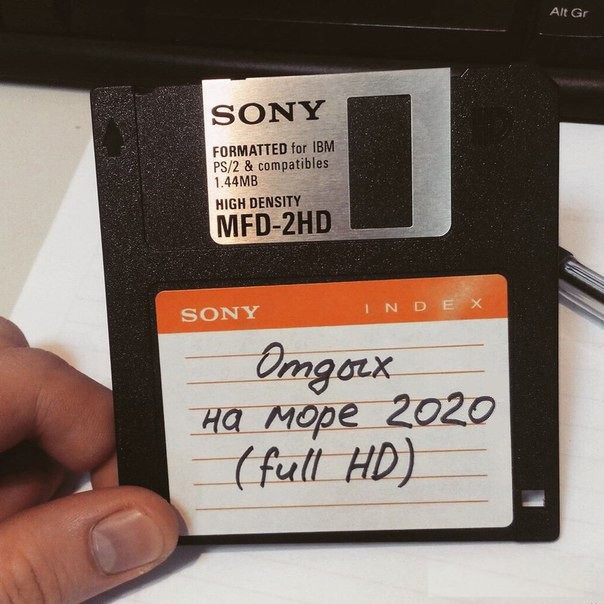 Alt Gr
SONY
FORMATTED for IBM
PS/2 & compatibles
1.44MB
HIGH DENSITY
MFD-2HD
SONY INDEX
Отдых
на море 2020
(full HD)